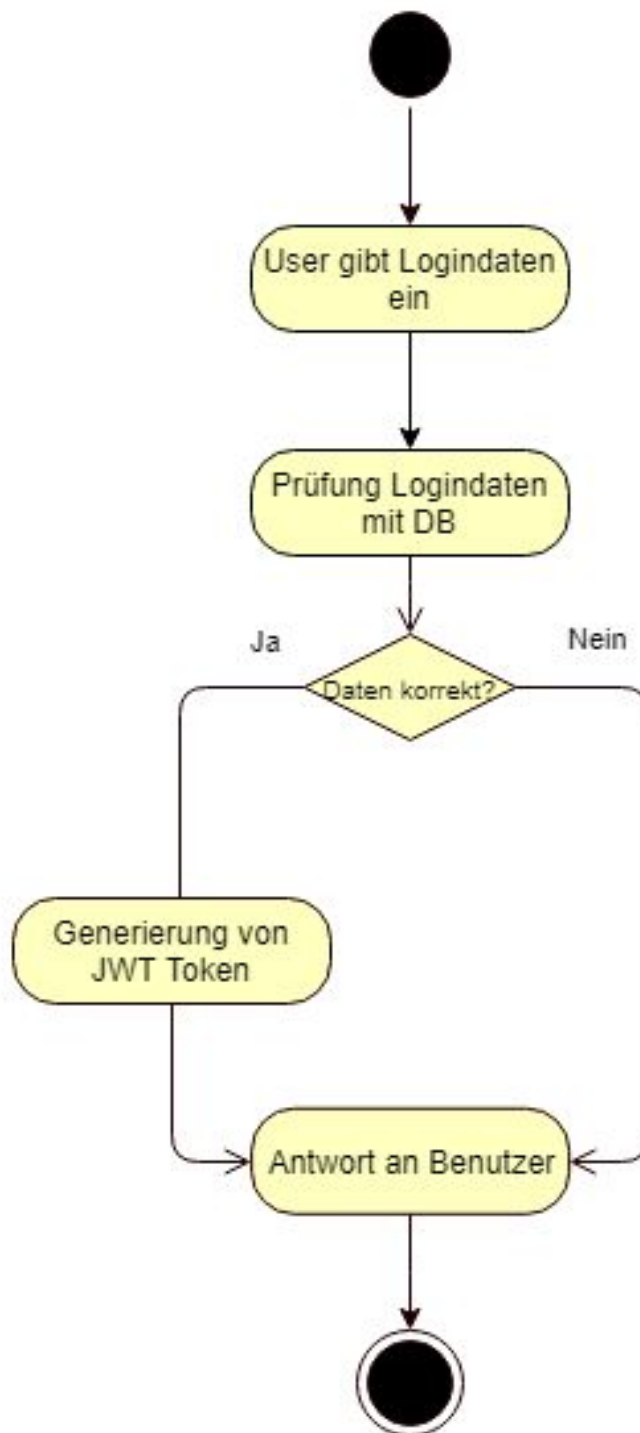 User gibt Logindaten
ein
Prüfung Logindaten
mit DB
Ja
Nein
Daten korrekt?
Generierung von
JWT Token
Antwort an Benutzer